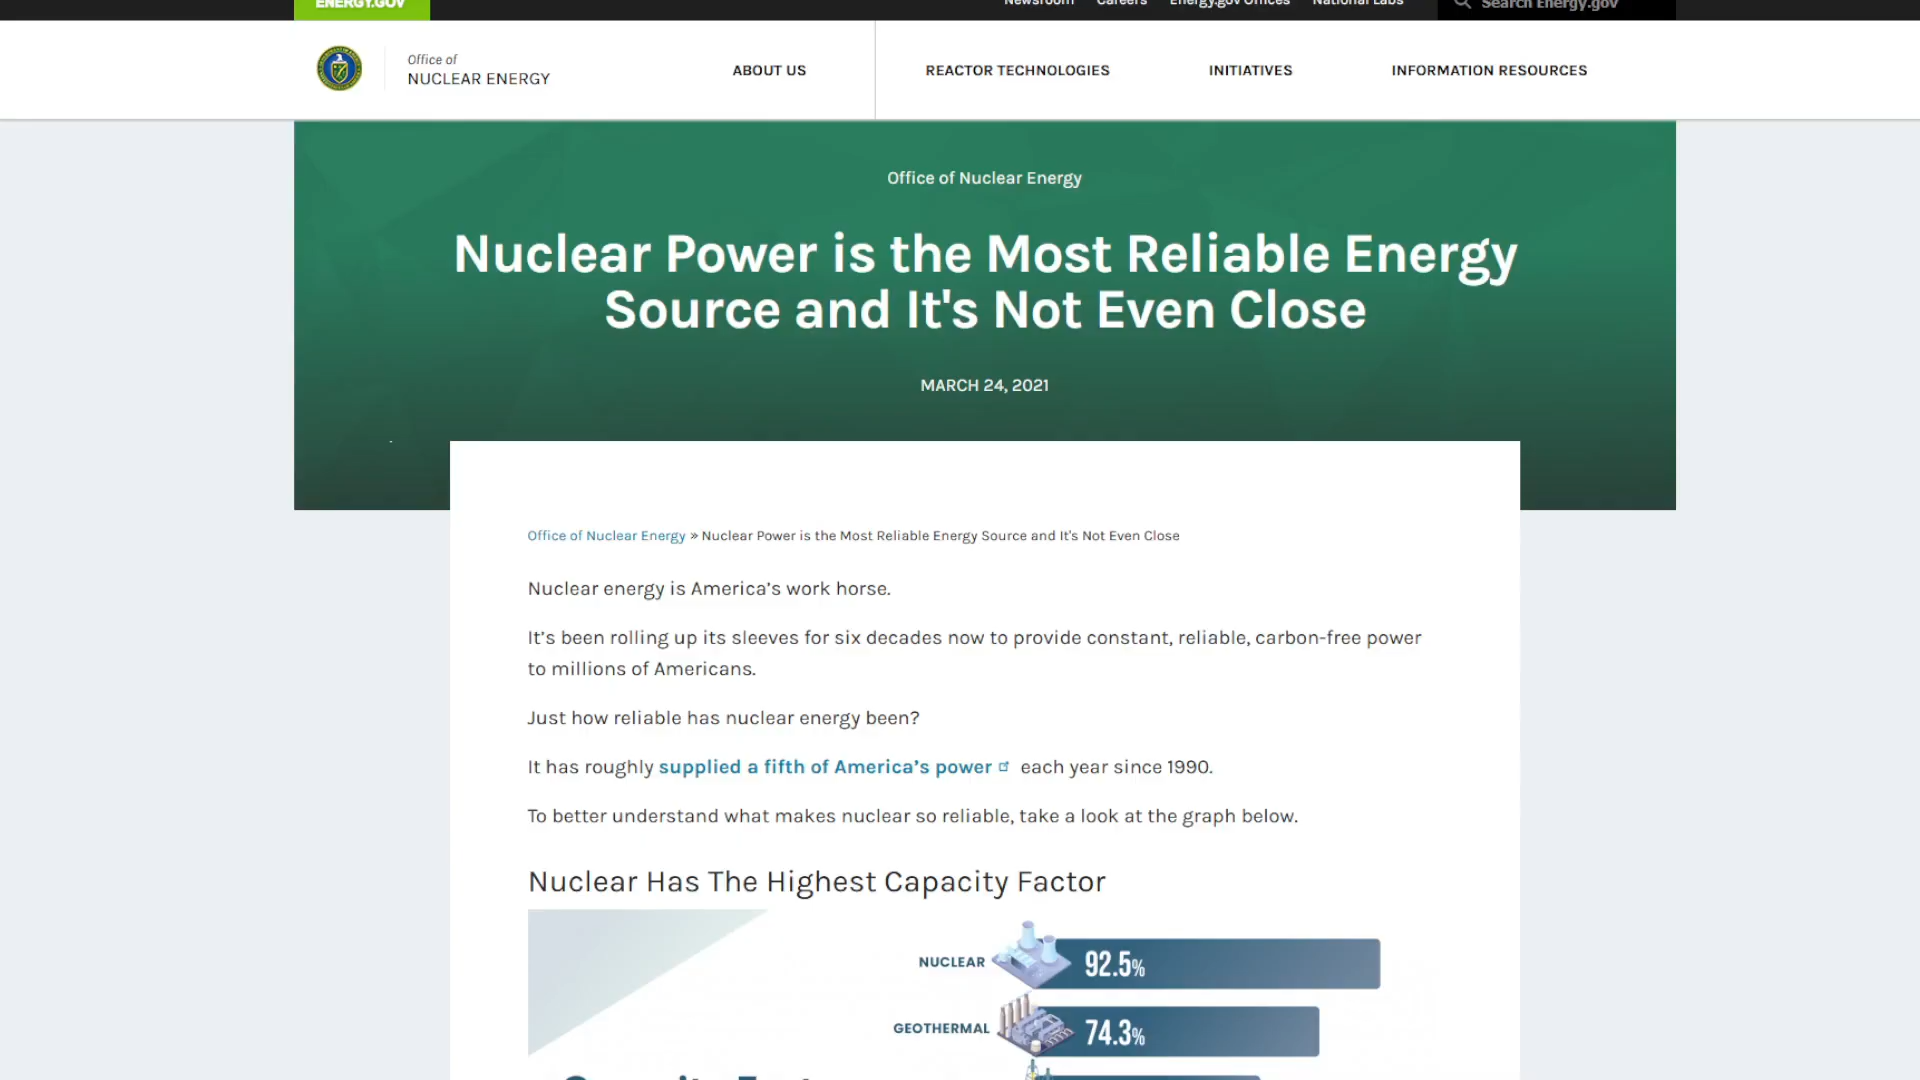 ENERGY.GOV
Newsroom Careers Energy.gov Offices National Labs Search Energy.gov
Office of
NUCLEAR ENERGY
ABOUT US REACTOR TECHNOLOGIES INITIATIVES INFORMATION RESOURCES
Office of Nuclear Energy
Nuclear Power is the Most Reliable Energy
Source and It's Not Even Close
MARCH 24, 2021
Office of Nuclear Energy » Nuclear Power is the Most Reliable Energy Source and It's Not Even Close
Nuclear energy is America’s work horse.
It’s been rolling up its sleeves for six decades now to provide constant, reliable, carbon-free power
to millions of Americans.
Just how reliable has nuclear energy been?
It has roughly supplied a fifth of America’s power each year since 1990.
To better understand what makes nuclear so reliable, take a look at the graph below.
Nuclear Has The Highest Capacity Factor
NUCLEAR 92.5%
GEOTHERMAL 74.3%